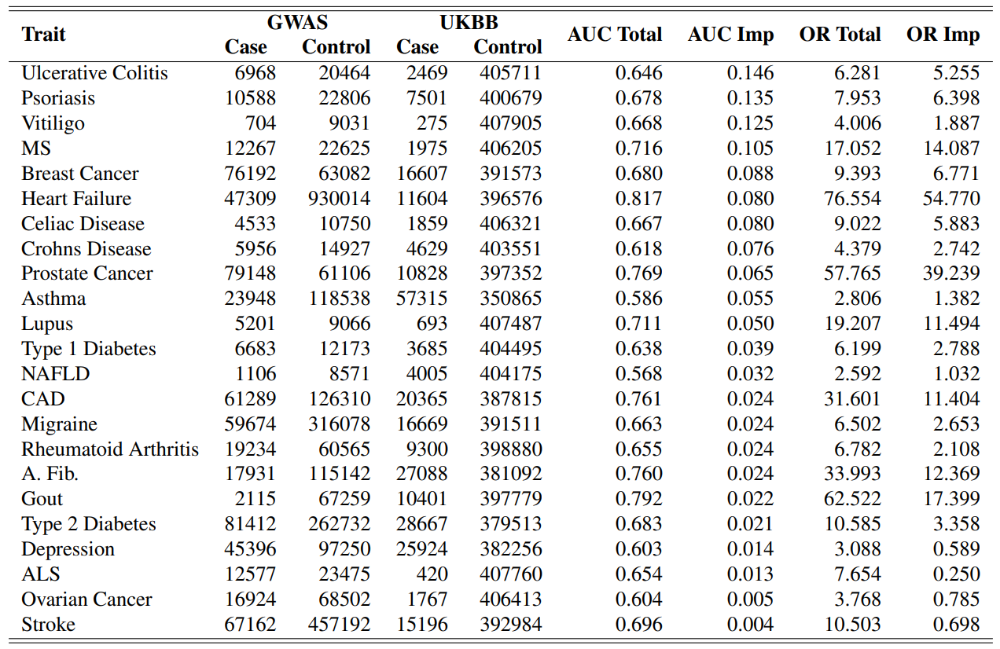 Trait GWAS UKBB AUC Total AUC Imp OR Total OR Imp
Case Control Case Control
Ulcerative Colitis 6968 20464 2469 405711 0.646 0.146 6.281 5.255
Psoriasis 10588 22806 7501 400679 0.678 0.135 7.953 6.398
Vitiligo 704 9031 275 407905 0.668 0.125 4.006 1.887
MS 12267 22625 1975 406205 0.716 0.105 17.052 14.087
Breast Cancer 76192 63082 16607 391573 0.680 0.088 9.393 6.771
Heart Failure 47309 930014 11604 396576 0.817 0.080 76.554 54.770
Celiac Disease 4533 10750 1859 406321 0.667 0.080 9.022 5.883
Crohns Disease 5956 14927 4629 403551 0.618 0.076 4.379 2.742
Prostate Cancer 79148 61106 10828 397352 0.769 0.065 57.765 39.239
Asthma 23948 118538 57315 350865 0.586 0.055 2.806 1.382
Lupus 5201 9066 693 407487 0.711 0.050 19.207 11.494
Type 1 Diabetes 6683 12173 3685 404495 0.638 0.039 6.199 2.788
NAFLD 1106 8571 4005 404175 0.568 0.032 2.592 1.032
CAD 61289 126310 20365 387815 0.761 0.024 31.601 11.404
Migraine 59674 316078 16669 391511 0.663 0.024 6.502 2.653
Rheumatoid Arthritis 19234 60565 9300 398880 0.655 0.024 6.782 2.108
A. Fib. 17931 115142 27088 381092 0.760 0.024 33.993 12.369
Gout 2115 67259 10401 397779 0.792 0.022 62.522 17.399
Type 2 Diabetes 81412 262732 28667 379513 0.683 0.021 10.585 3.358
Depression 45396 97250 25924 382256 0.603 0.014 3.088 0.589
ALS 12577 23475 420 407760 0.654 0.013 7.654 0.250
Ovarian Cancer 16924 68502 1767 406413 0.604 0.005 3.768 0.785
Stroke 67162 457192 15196 392984 0.696 0.004 10.503 0.698